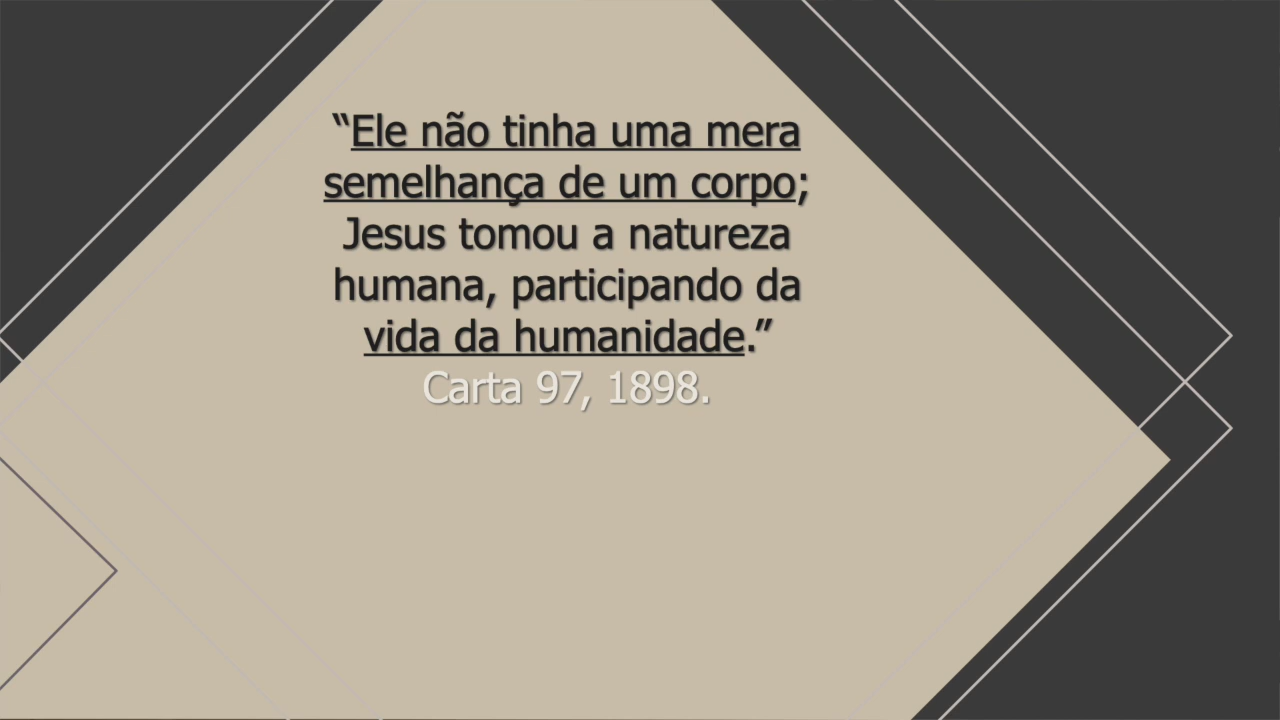 “Ele não tinha uma mera
semelhança de um corpo;
Jesus tomou a natureza
humana, participando da
vida da humanidade.”
Carta 97, 1898.